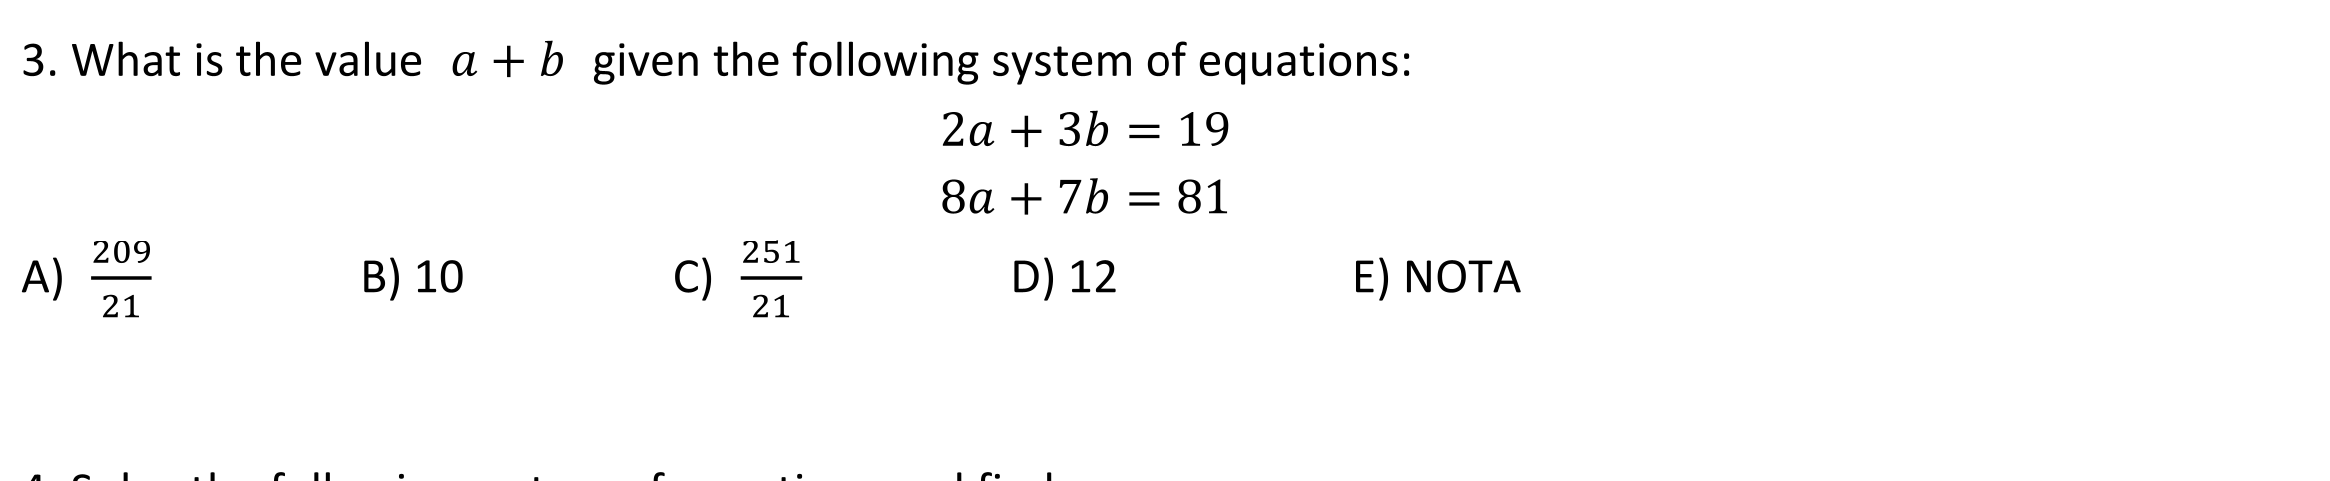 3. What is the value a + b given the following system of equations:
2a + 3b = 19
8a + 7b = 81
A) 209/21 B) 10 C) 251/21 D) 12 E) NOTA